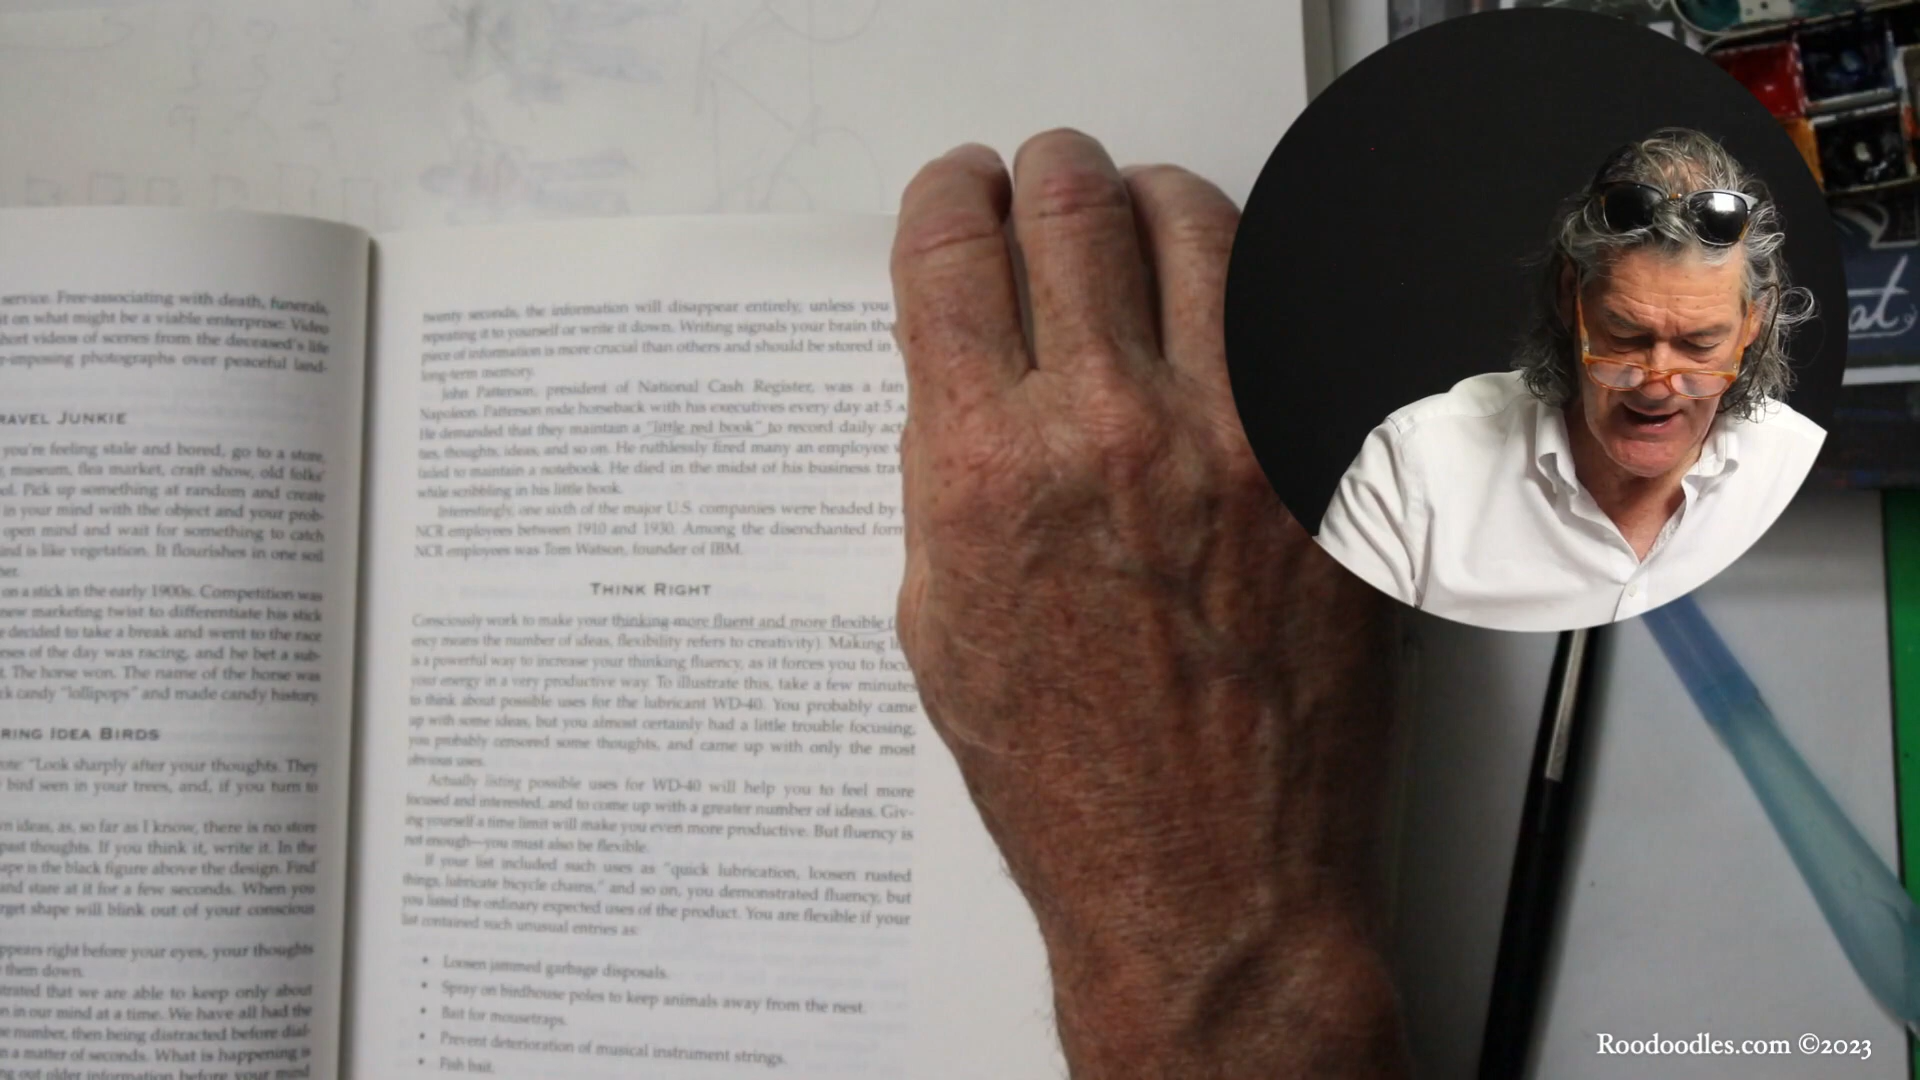 service. Free-associating with death, funerals,
it on what might be a viable enterprise: Video
short videos of scenes from the deceased's life
r-imposing photographs over peaceful land-
RAVEL JUNKIE
you're feeling stale and bored, go to a store,
museum, flea market, craft show, old folks'
ol. Pick up something at random and create
in your mind with the object and your prob-
open mind and wait for something to catch
ind is like vegetation. It flourishes in one soil
her.
on a stick in the early 1900s. Competition was
new marketing twist to differentiate his stick
decided to take a break and went to the race
rses of the day was racing, and he bet a sub-
t. The horse won. The name of the horse was
ck candy "lollipops" and made candy history.
RING IDEA BIRDS
rote: "Look sharply after your thoughts. They
bird seen in your trees, and, if you turn to
rn ideas, as, so far as I know, there is no store
past thoughts. If you think it, write it. In the
ape is the black figure above the design. Find
and stare at it for a few seconds. When you
rget shape will blink out of your conscious
ppears right before your eyes, your thoughts
them down.
strated that we are able to keep only about
n in our mind at a time. We have all had the
ne number, then being distracted before dial-
n a matter of seconds. What is happening is
ng out older information before your mind
twenty seconds, the information will disappear entirely, unless you
repeating it to yourself or write it down. Writing signals your brain tha
piece of information is more crucial than others and should be stored in
long-term memory.
John Patterson, president of National Cash Register, was a fan
Napoleon. Patterson rode horseback with his executives every day at 5 A
He demanded that they maintain a "little red book" to record daily act
ties, thoughts, ideas, and so on. He ruthlessly fired many an employee
failed to maintain a notebook. He died in the midst of his business tra
while scribbling in his little book.
Interestingly, one sixth of the major U.S. companies were headed by
NCR employees between 1910 and 1930. Among the disenchanted form
NCR employees was Tom Watson, founder of IBM.
THINK RIGHT
Consciously work to make your thinking more fluent and more flexible (
ency means the number of ideas, flexibility refers to creativity). Making li
is a powerful way to increase your thinking fluency, as it forces you to focu
your energy in a very productive way. To illustrate this, take a few minutes
to think about possible uses for the lubricant WD-40. You probably came
up with some ideas, but you almost certainly had a little trouble focusing,
you probably censored some thoughts, and came up with only the most
obvious uses.
Actually listing possible uses for WD-40 will help you to feel more
focused and interested, and to come up with a greater number of ideas. Giv-
ing yourself a time limit will make you even more productive. But fluency is
not enough—you must also be flexible.
If your list included such uses as "quick lubrication, loosen rusted
things, lubricate bicycle chains," and so on, you demonstrated fluency, but
you listed the ordinary expected uses of the product. You are flexible if your
list contained such unusual entries as:
• Loosen jammed garbage disposals.
• Spray on birdhouse poles to keep animals away from the nest.
• Bait for mousetraps.
• Prevent deterioration of musical instrument strings.
• Fish bait.
at
Roodoodles.com ©2023